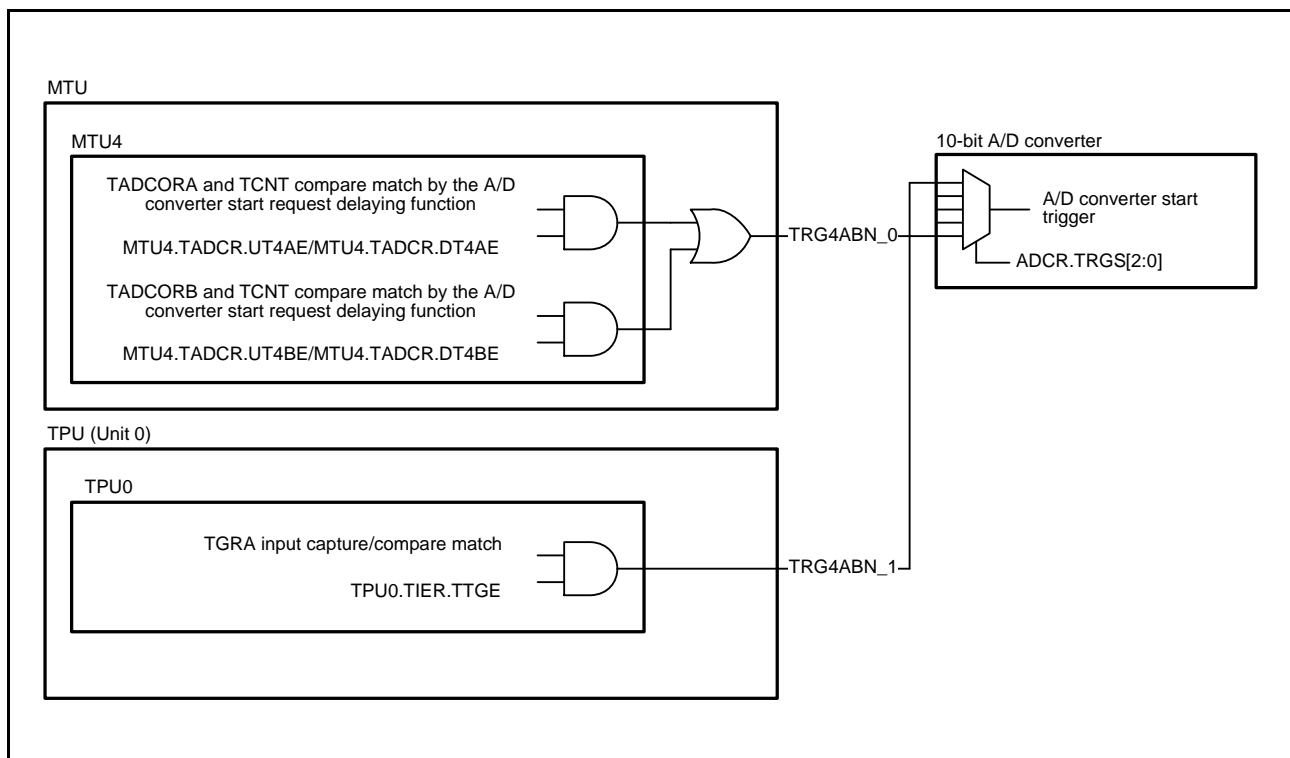 MTU
MTU4
TADCORA and TCNT compare match by the A/D
converter start request delaying function
MTU4.TADCR.UT4AE/MTU4.TADCR.DT4AE
TADCORB and TCNT compare match by the A/D
converter start request delaying function
MTU4.TADCR.UT4BE/MTU4.TADCR.DT4BE
TRG4ABN_0
10-bit A/D converter
A/D converter start
trigger
ADCR.TRGS[2:0]
TPU (Unit 0)
TPU0
TGRA input capture/compare match
TPU0.TIER.TTGE
TRG4ABN_1